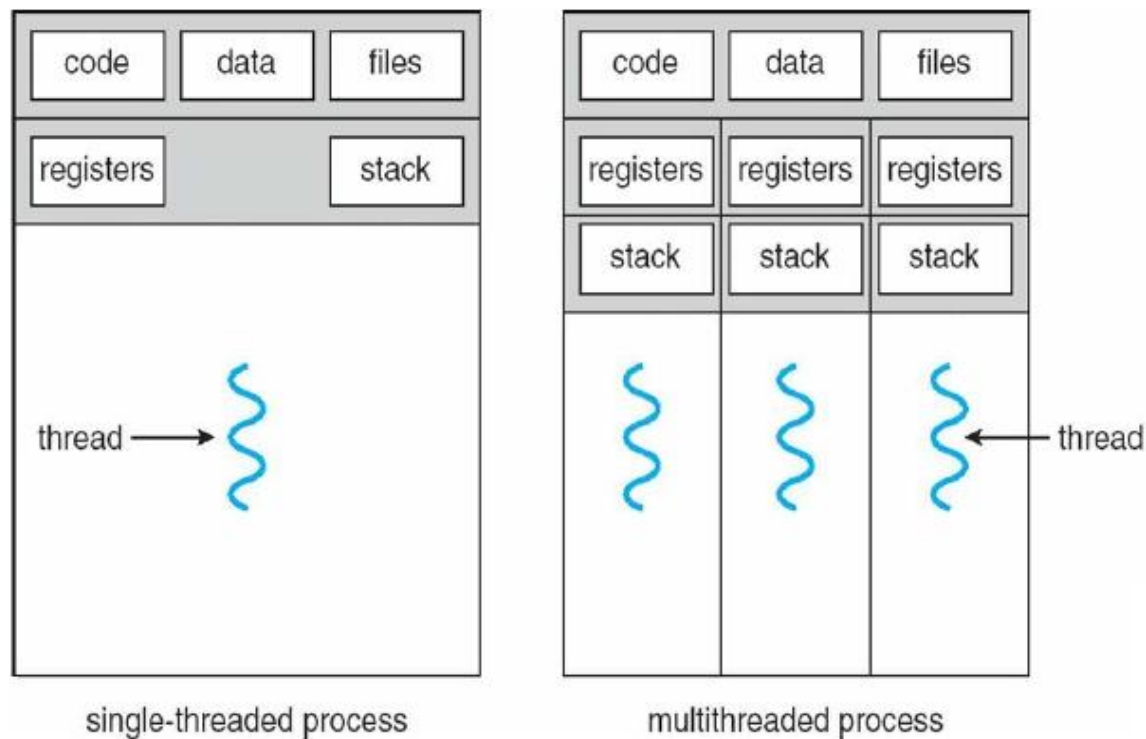 code data files
registers stack
thread
single-threaded process
code data files
registers registers registers
stack stack stack
thread
multithreaded process